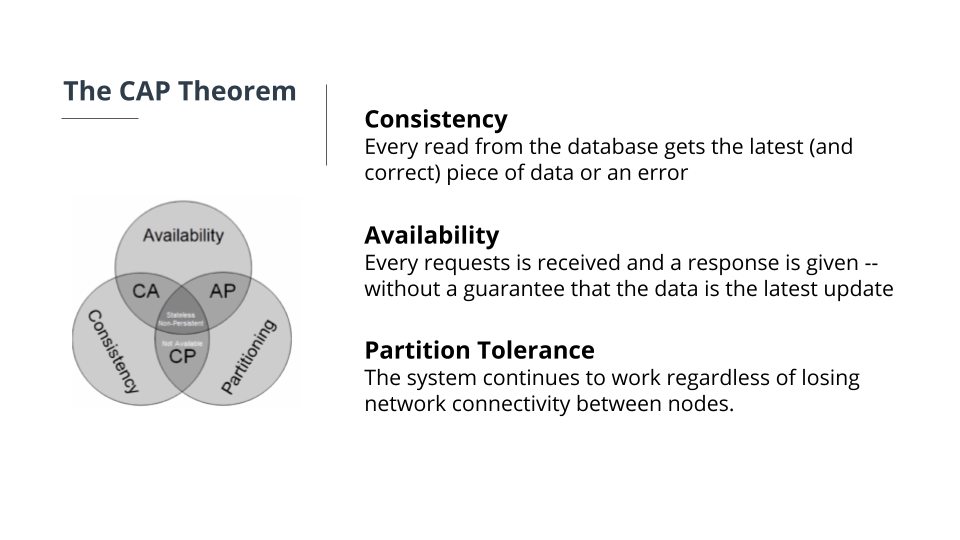 The CAP Theorem
Consistency
Every read from the database gets the latest (and
correct) piece of data or an error
Availability
Every requests is received and a response is given --
without a guarantee that the data is the latest update
Partition Tolerance
The system continues to work regardless of losing
network connectivity between nodes.
Availability
CA
AP
Stateless
Non-Persistent
Not Available
CP
Consistency
Partitioning